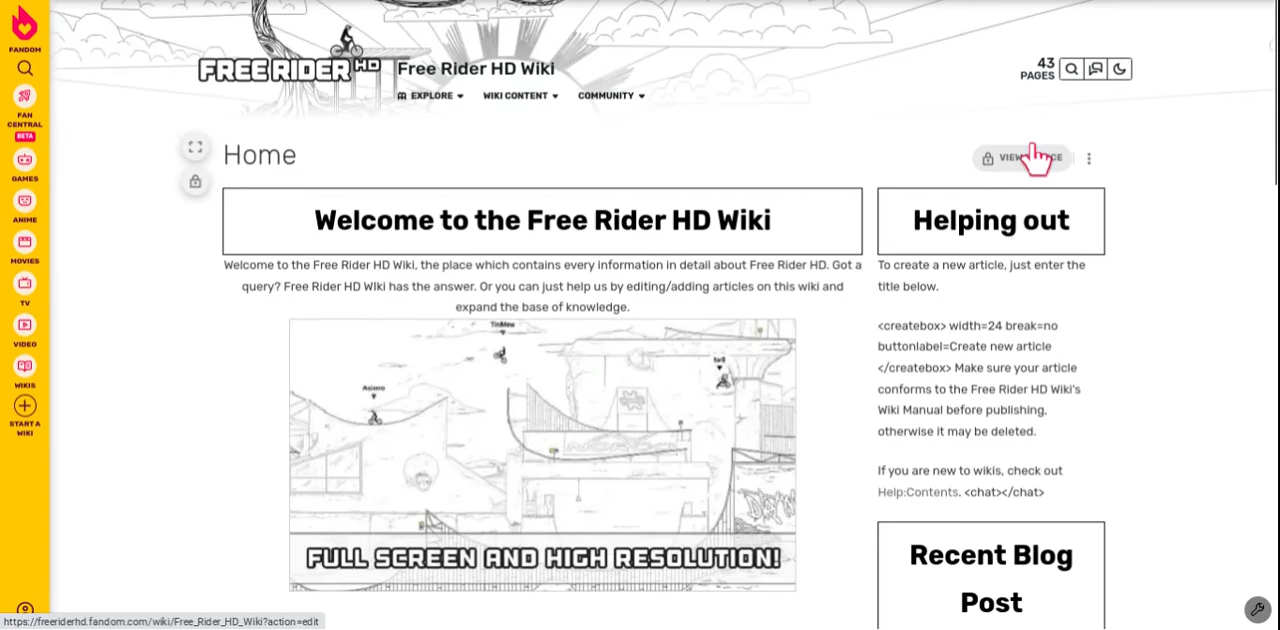 FANDOM
FAN
CENTRAL
BETA
GAMES
ANIME
MOVIES
TV
VIDEO
WIKIS
START A
WIKI
FREERIDER HD
Free Rider HD Wiki
EXPLORE
WIKI CONTENT
COMMUNITY
43
PAGES
Home
Welcome to the Free Rider HD Wiki
Welcome to the Free Rider HD Wiki, the place which contains every information in detail about Free Rider HD. Got a
query? Free Rider HD WIki has the answer. Or you can just help us by editing/adding articles on this wiki and
expand the base of knowledge.
FULL SCREEN AND HIGH RESOLUTION!
Helping out
To create a new article, just enter the
title below.
<createbox> width=24 break=no
buttonlabel=Create new article
</createbox> Make sure your article
conforms to the Free Rider HD Wiki's
Wiki Manual before publishing,
otherwise it may be deleted.
If you are new to wikis, check out
Help:Contents. <chat></chat>
Recent Blog
Post
https://freeriderhd.fandom.com/wiki/Free_Rider_HD_Wiki?action=edit